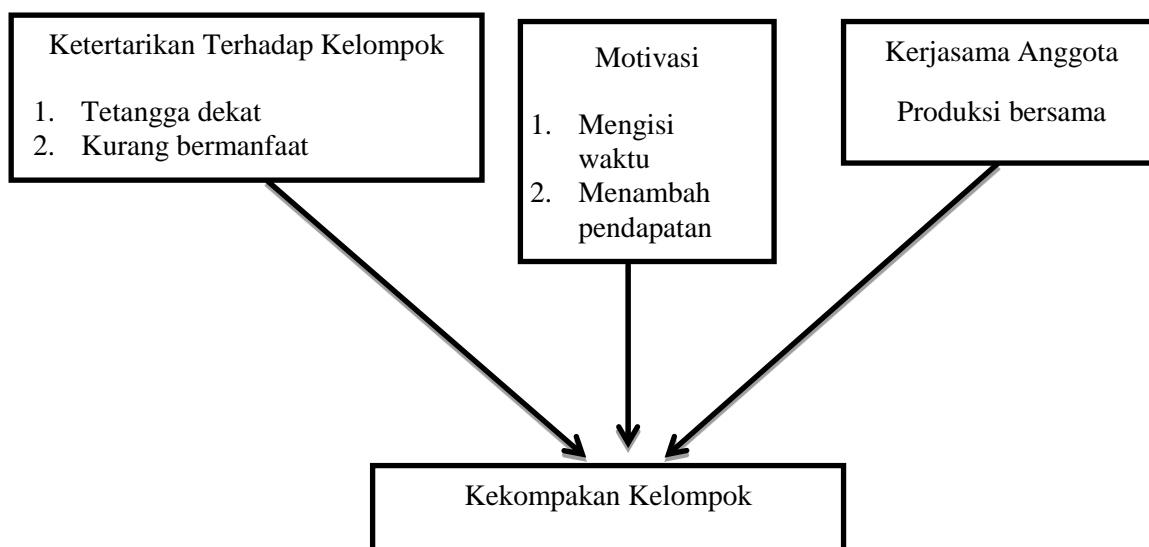 Ketertarikan Terhadap Kelompok
1. Tetangga dekat
2. Kurang bermanfaat
Motivasi
1. Mengisi
waktu
2. Menambah
pendapatan
Kerjasama Anggota
Produksi bersama
Kekompakan Kelompok